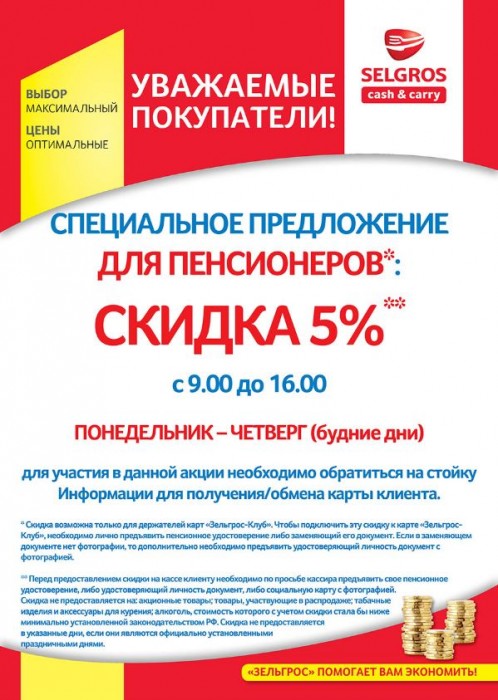 ВЫБОР
МАКСИМАЛЬНЫЙ
ЦЕНЫ
ОПТИМАЛЬНЫЕ
УВАЖАЕМЫЕ
ПОКУПАТЕЛИ!
SELGROS
cash & carry
СПЕЦИАЛЬНОЕ ПРЕДЛОЖЕНИЕ
ДЛЯ ПЕНСИОНЕРОВ*:
СКИДКА 5%**
с 9.00 до 16.00
ПОНЕДЕЛЬНИК – ЧЕТВЕРГ (будние дни)
для участия в данной акции необходимо обратиться на стойку
Информации для получения/обмена карты клиента.
* Скидка возможна только для держателей карт «Зельгрос-Клуб». Чтобы подключить эту скидку к карте «Зельгрос-
Клуб», необходимо лично предъявить пенсионное удостоверение либо заменяющий его документ. Если в заменяющем
документе нет фотографии, то дополнительно необходимо предъявить удостоверяющий личность документ с
фотографией.
** Перед предоставлением скидки на кассе клиенту необходимо по просьбе кассира предъявить свое пенсионное
удостоверение, либо удостоверяющий личность документ, либо социальную карту с фотографией.
Скидка не предоставляется на: акционные товары; товары, участвующие в распродаже; табачные
изделия и аксессуары для курения; алкоголь, стоимость которого с учетом скидки стала бы ниже
минимально установленной законодательством РФ. Скидка не предоставляется
в указанные дни, если они являются официально установленными
праздничными днями.
«ЗЕЛЬГРОС» ПОМОГАЕТ ВАМ ЭКОНОМИТЬ!